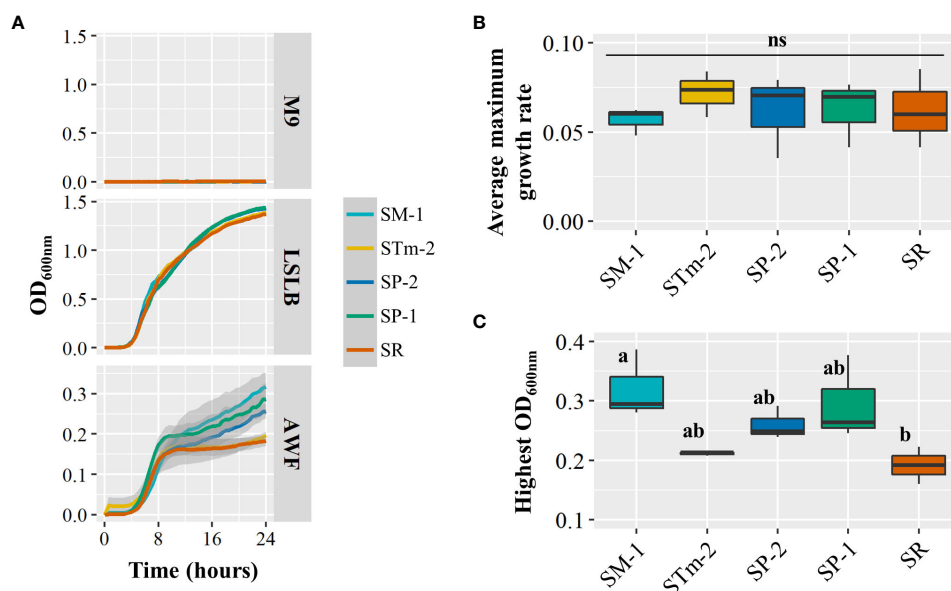 A
1.5
1.0
0.5
0.0
M9
1.5
1.0
0.5
0.0
LSLB
0.3
0.2
0.1
0.0
AWF
OD600nm
0 8 16 24
Time (hours)
SM-1
STm-2
SP-2
SP-1
SR
B
ns
0.10
0.05
0.00
Average maximum
growth rate
SM-1 STm-2 SP-2 SP-1 SR
C
0.4
0.3
0.2
0.1
Highest OD600nm
a ab ab ab b
SM-1 STm-2 SP-2 SP-1 SR